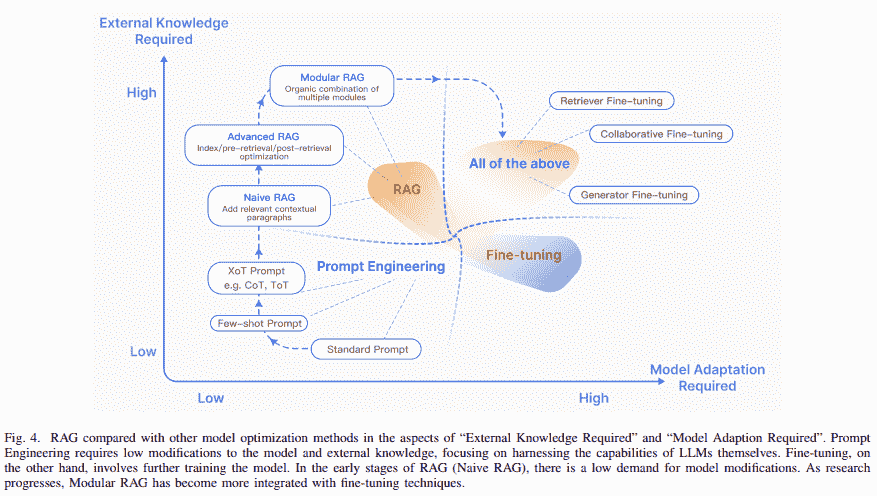 External Knowledge
Required
High
Modular RAG
Organic combination of
multiple modules
Retriever Fine-tuning
Advanced RAG
Index/pre-retrieval/post-retrieval
optimization
Collaborative Fine-tuning
All of the above
RAG
Naive RAG
Add relevant contextual
paragraphs
Generator Fine-tuning
Fine-tuning
Prompt Engineering
XoT Prompt
e.g. CoT, ToT
Few-shot Prompt
Standard Prompt
Low
Model Adaptation
Required
Low
High
Fig. 4. RAG compared with other model optimization methods in the aspects of “External Knowledge Required” and “Model Adaption Required”. Prompt
Engineering requires low modifications to the model and external knowledge, focusing on harnessing the capabilities of LLMs themselves. Fine-tuning, on
the other hand, involves further training the model. In the early stages of RAG (Naive RAG), there is a low demand for model modifications. As research
progresses, Modular RAG has become more integrated with fine-tuning techniques.